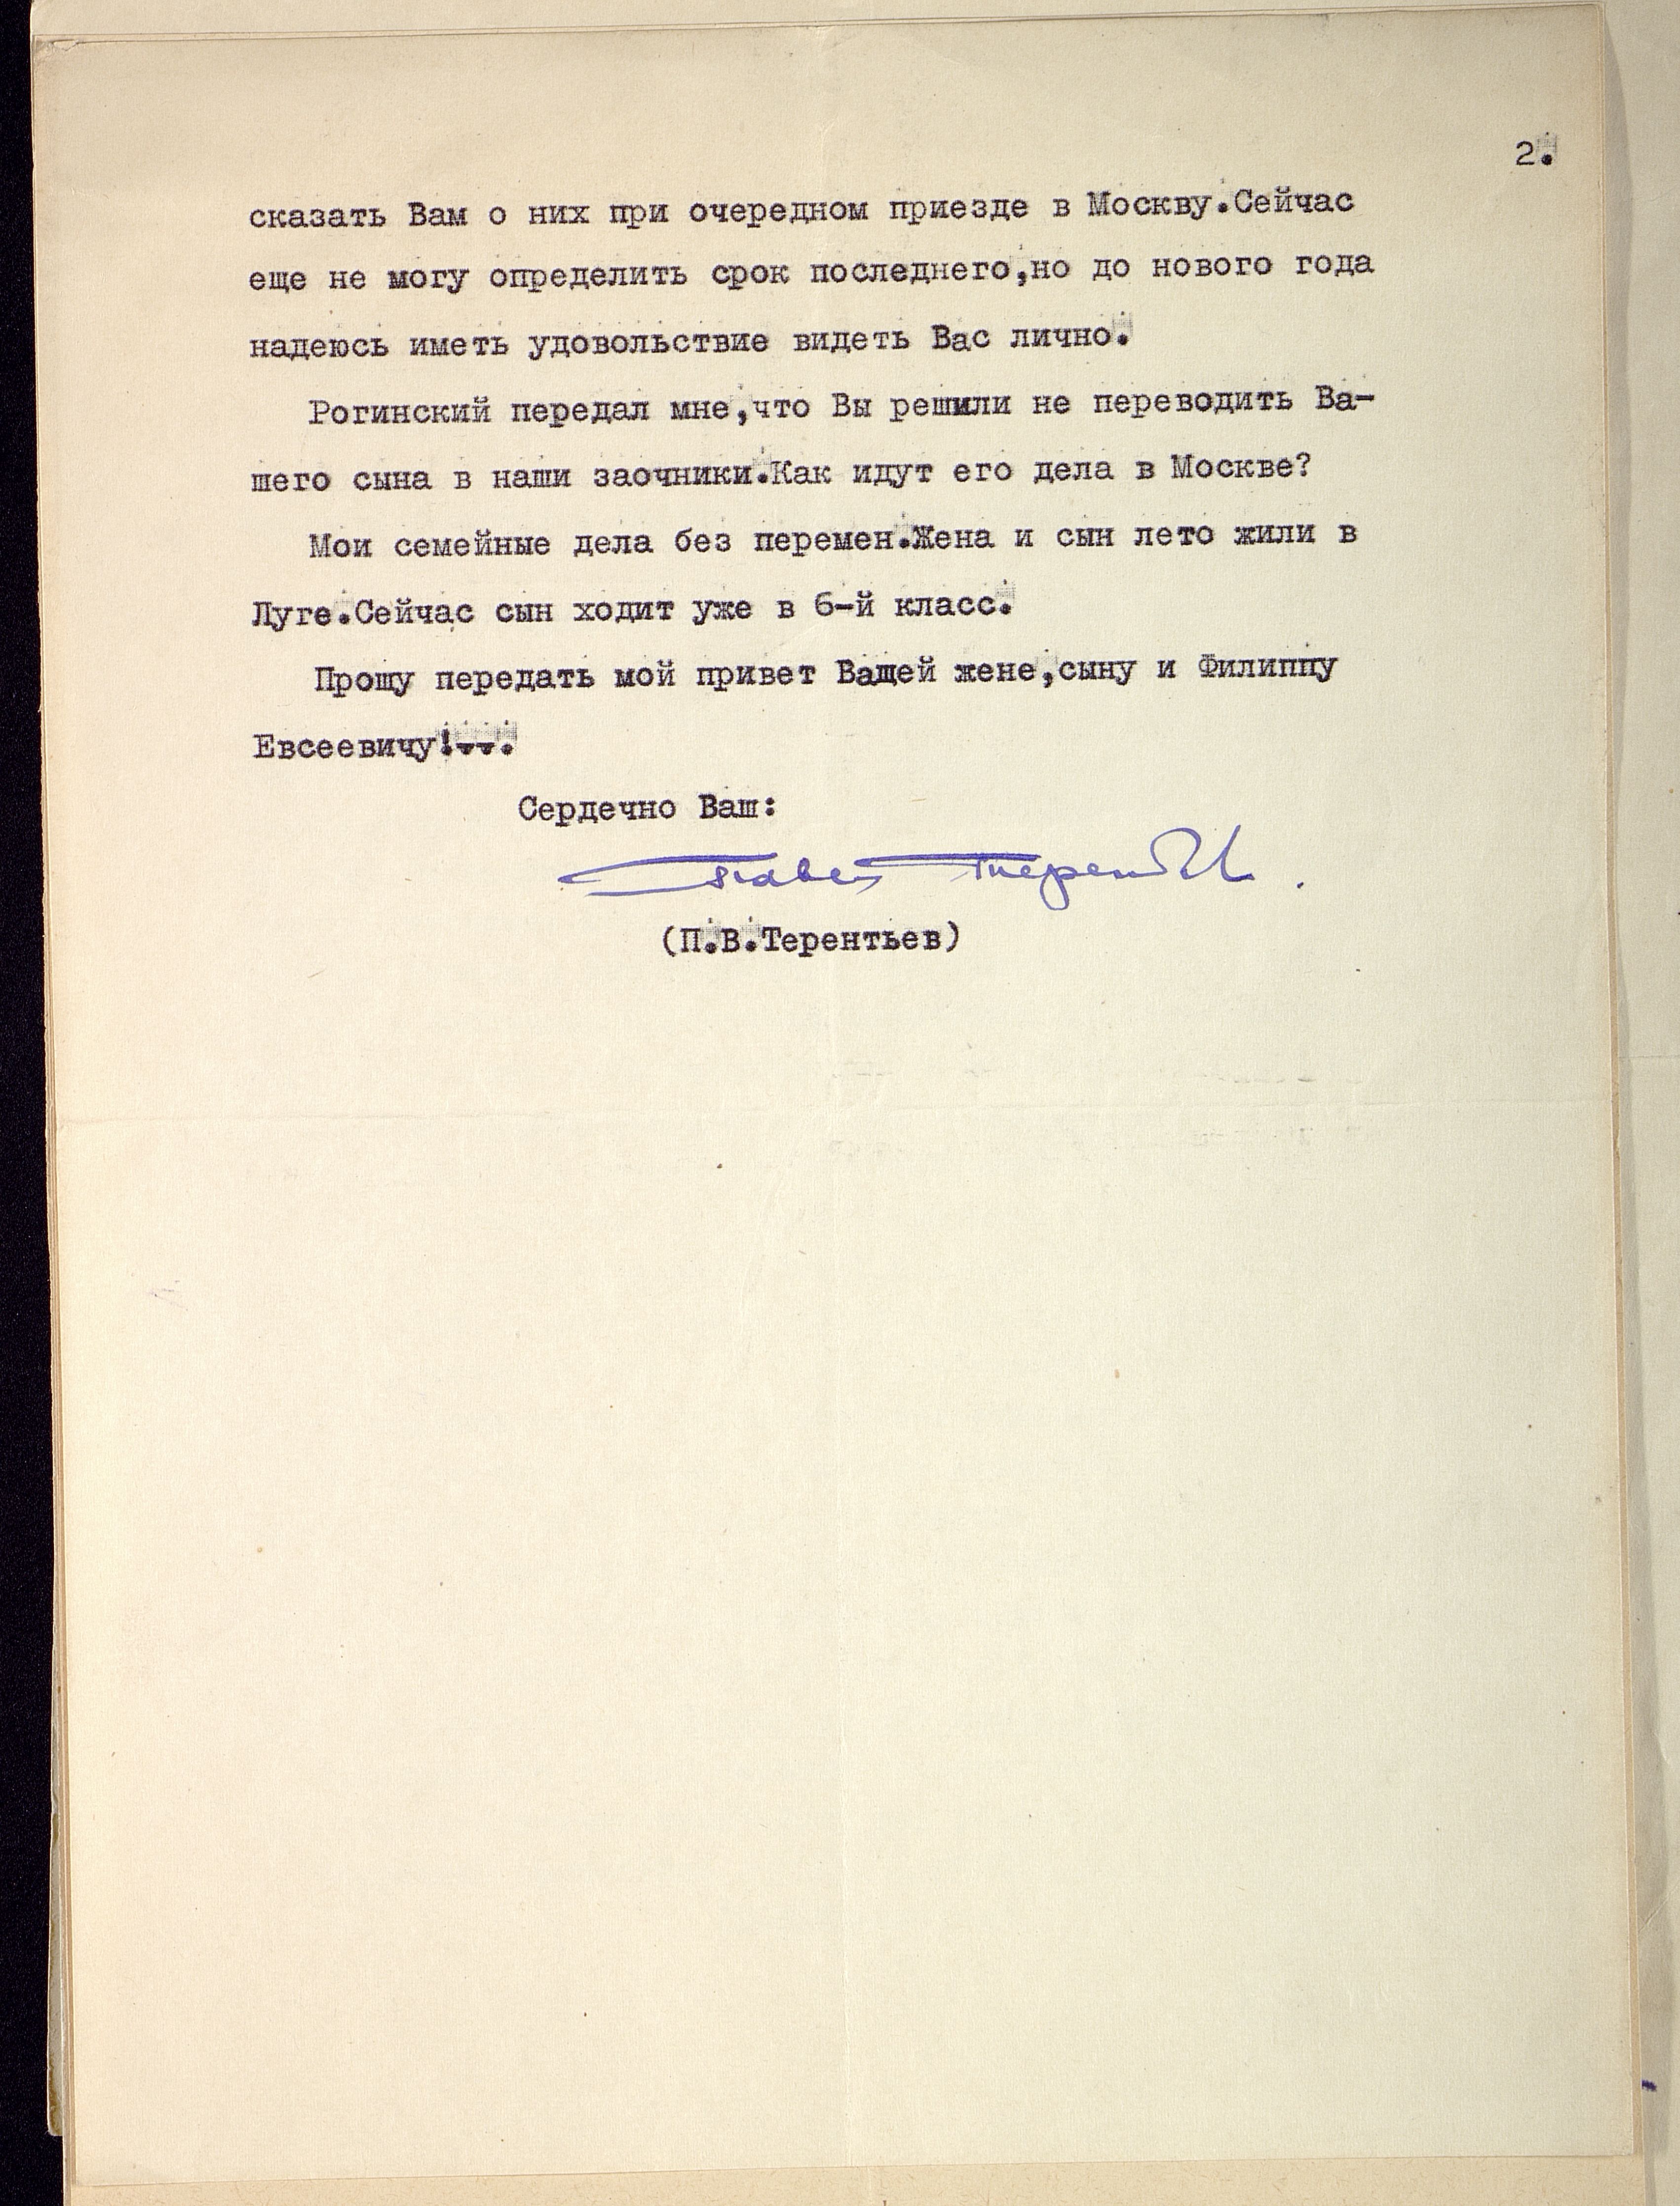 2.
сказать Вам о них при очередном приезде в Москву.Сейчас
еще не могу определить срок последнего,но до нового года
надеюсь иметь удовольствие видеть Вас лично.
Рогинский передал мне,что Вы решили не переводить Ва-
шего сына в наши заочники.Как идут его дела в Москве?
Мои семейные дела без перемен.Жена и сын лето жили в
Луге.Сейчас сын ходит уже в 6-й класс.
Прошу передать мой привет Вашей жене,сыну и Филиппу
Евсеевичу!...
Сердечно Ваш:
Павел Терентьев.
(П.В.Терентьев)